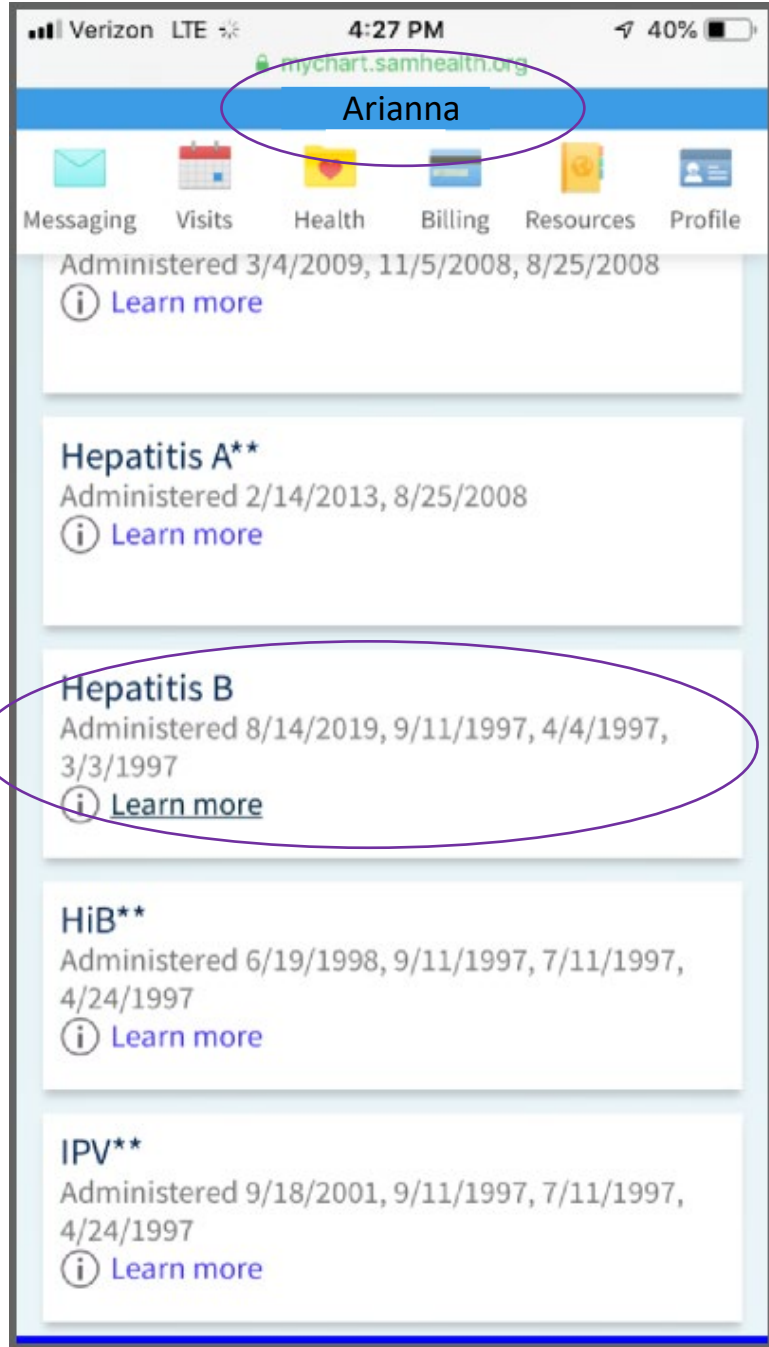 Verizon LTE 4:27 PM 40%
mychart.samhealth.org
Arianna
Messaging Visits Health Billing Resources Profile
Administered 3/4/2009, 11/5/2008, 8/25/2008
Learn more
Hepatitis A**
Administered 2/14/2013, 8/25/2008
Learn more
Hepatitis B
Administered 8/14/2019, 9/11/1997, 4/4/1997,
3/3/1997
Learn more
HiB**
Administered 6/19/1998, 9/11/1997, 7/11/1997,
4/24/1997
Learn more
IPV**
Administered 9/18/2001, 9/11/1997, 7/11/1997,
4/24/1997
Learn more